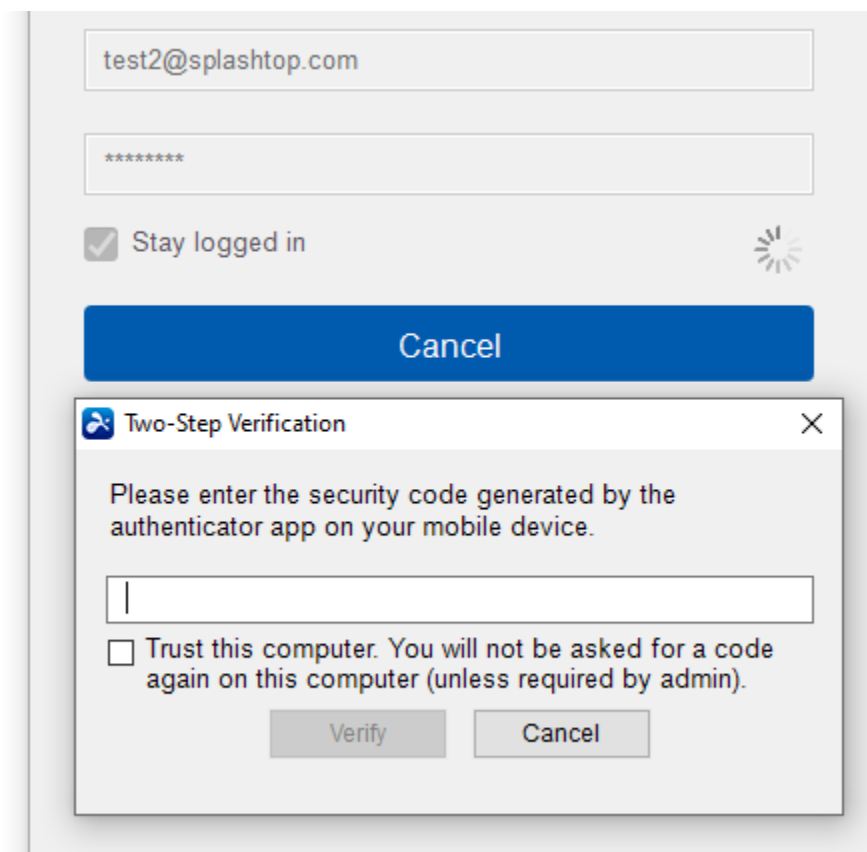 test2@splashtop.com
********
Stay logged in
Cancel
Two-Step Verification
Please enter the security code generated by the
authenticator app on your mobile device.
Trust this computer. You will not be asked for a code
again on this computer (unless required by admin).
Verify
Cancel